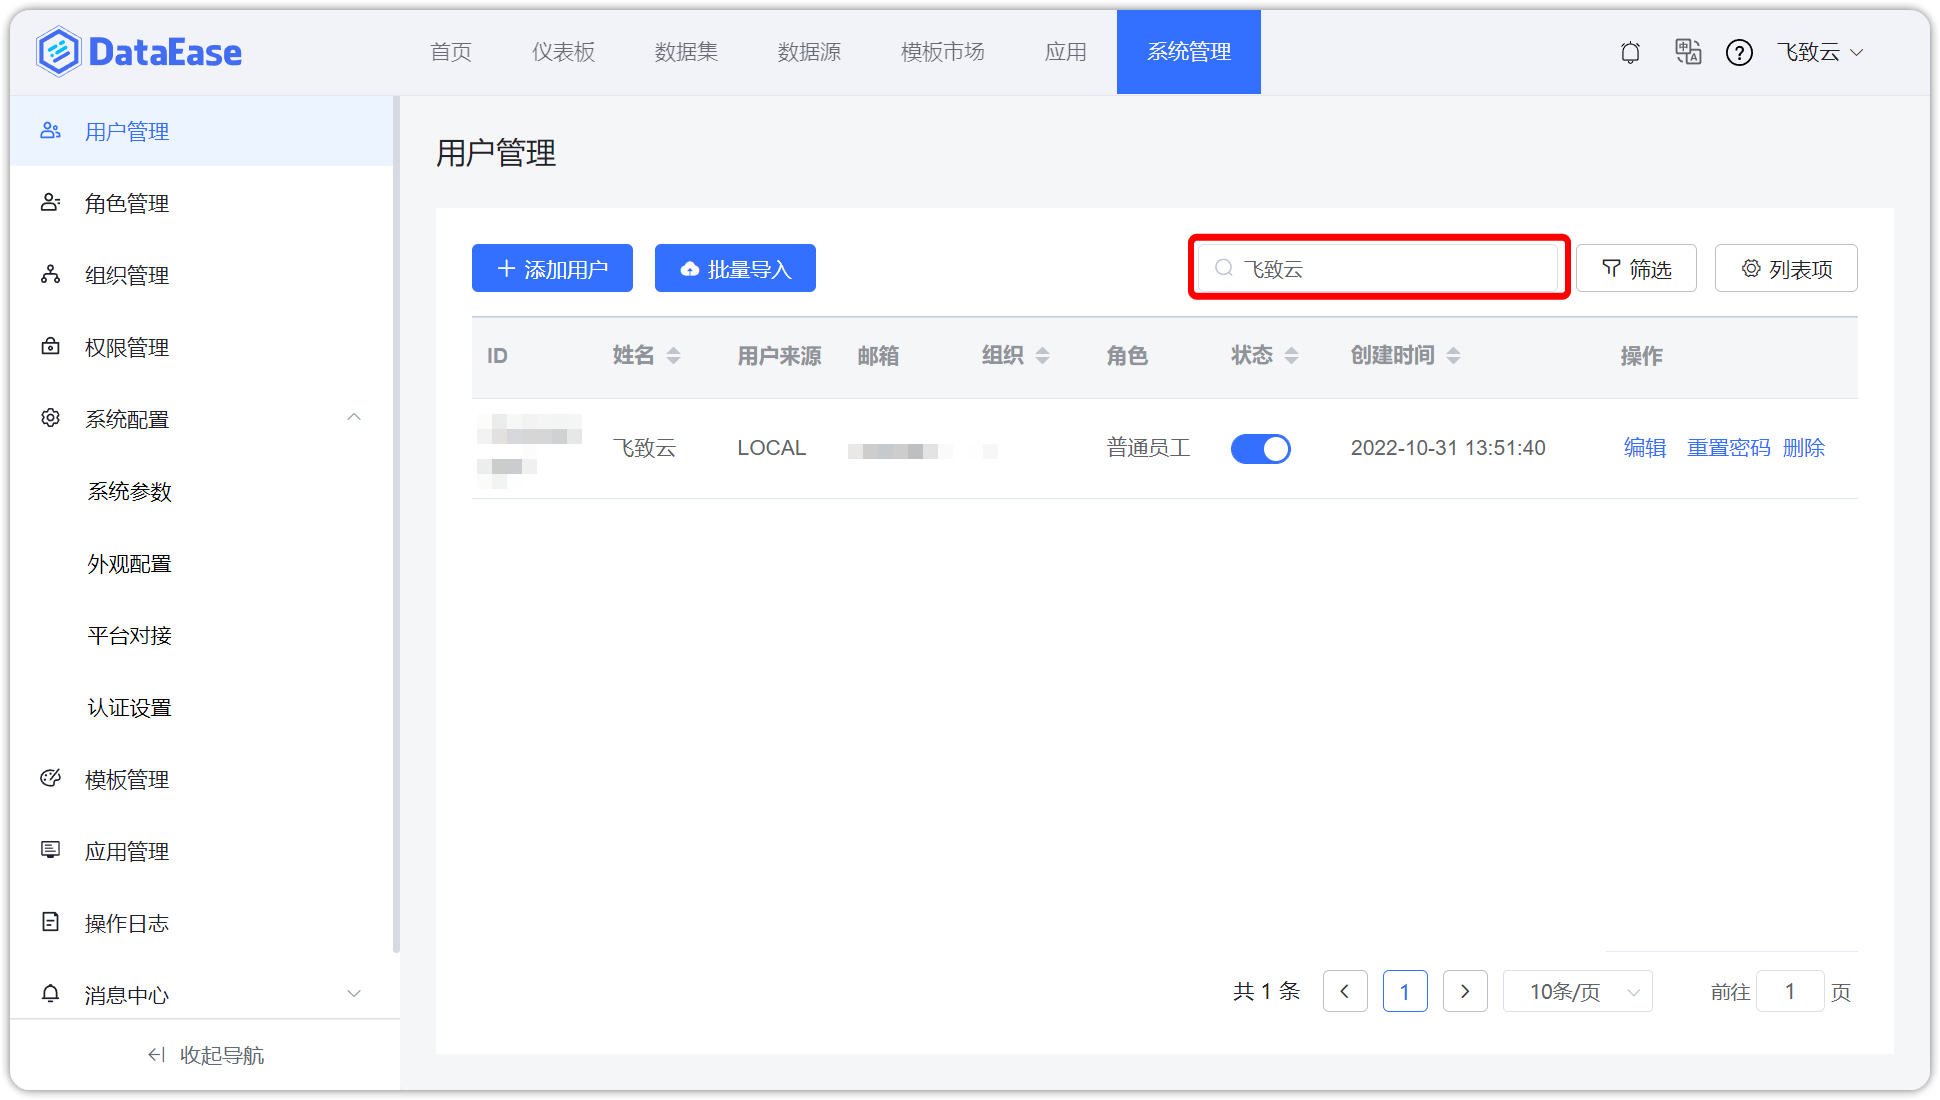 DataEase
首页 仪表板 数据集 数据源 模板市场 应用 系统管理
飞致云
用户管理
角色管理
组织管理
权限管理
系统配置
系统参数
外观配置
平台对接
认证设置
模板管理
应用管理
操作日志
消息中心
收起导航
用户管理
添加用户 批量导入 飞致云 筛选 列表项
ID 姓名 用户来源 邮箱 组织 角色 状态 创建时间 操作
飞致云 LOCAL 普通员工 2022-10-31 13:51:40 编辑 重置密码 删除
共 1 条 1 10条/页 前往 1 页